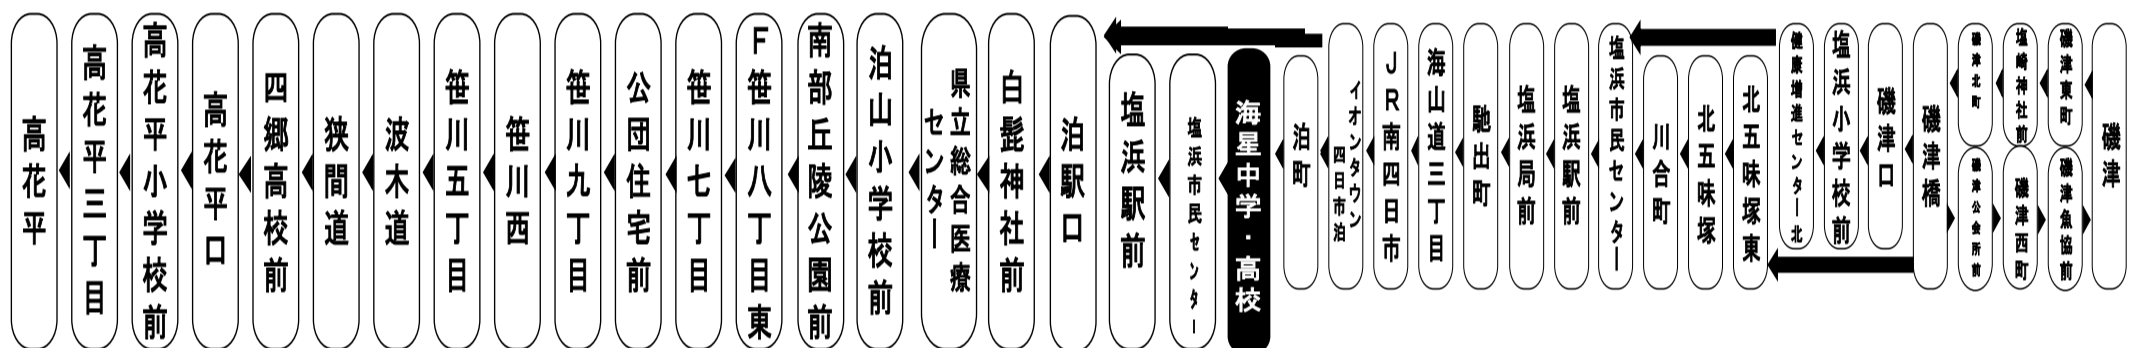 高花平
高花平三丁目
高花平小学校前
高花平口
四郷高校前
狭間道
波木道
笹川五丁目
笹川西
笹川九丁目
公団住宅前
笹川七丁目
F笹川八丁目東
南部丘陵公園前
泊山小学校前
県立総合医療
センター
白髭神社前
泊駅口
塩浜駅前
塩浜市民センター
海星中学・高校
泊町
イオンタウン
四日市泊
JR南四日市
海山道三丁目
馳出町
塩浜局前
塩浜駅前
塩浜市民センター
川合町
北五味塚
北五味塚東
健康増進センター北
塩浜小学校前
磯津口
磯津橋
磯津北町
磯津公会所前
塩崎神社前
磯津西町
磯津東町
磯津魚協前
磯津